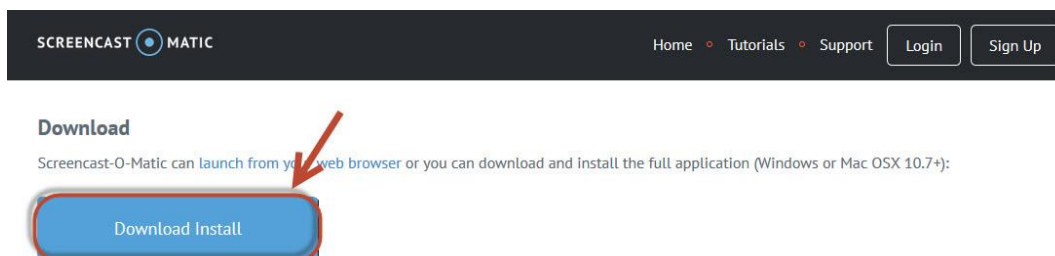 SCREENCAST MATIC Home Tutorials Support Login Sign Up
Download
Screencast-O-Matic can launch from your web browser or you can download and install the full application (Windows or Mac OSX 10.7+):
Download Install